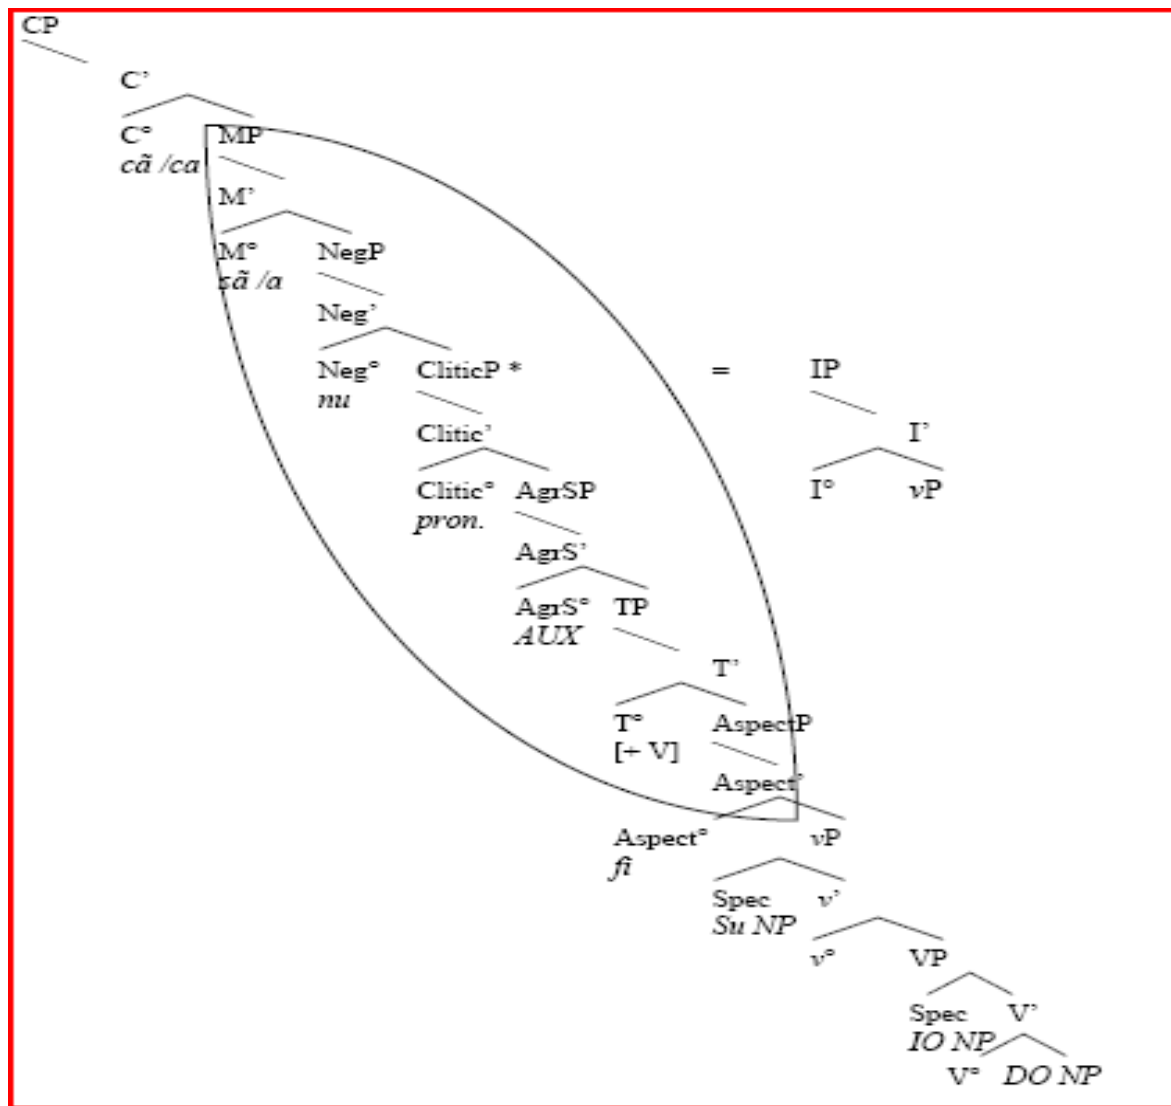 CP
C’
C° MP
cã /ca
M’
M° NegP
sã /a
Neg’
Neg° CliticP * = IP
nu
Clitic’ I’
Clitic° AgrSP I° vP
pron.
AgrS’
AgrS° TP
AUX
T’
T° AspectP
[+ V]
Aspect’
Aspect° vP
fi
Spec v’
Su NP
v° VP
Spec V’
IO NP
V° DO NP